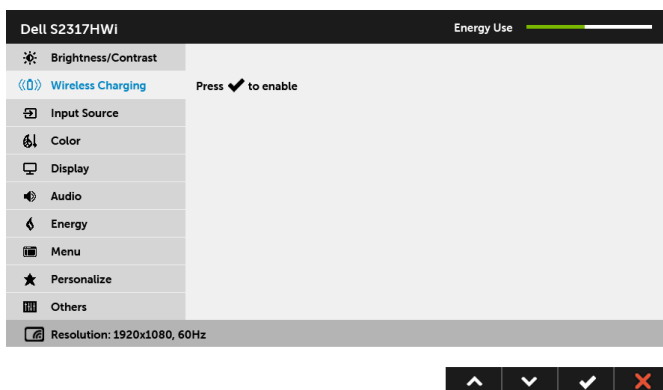 Dell S2317HWi
Energy Use
Brightness/Contrast
Wireless Charging
Press ✔ to enable
Input Source
Color
Display
Audio
Energy
Menu
Personalize
Others
Resolution: 1920x1080, 60Hz